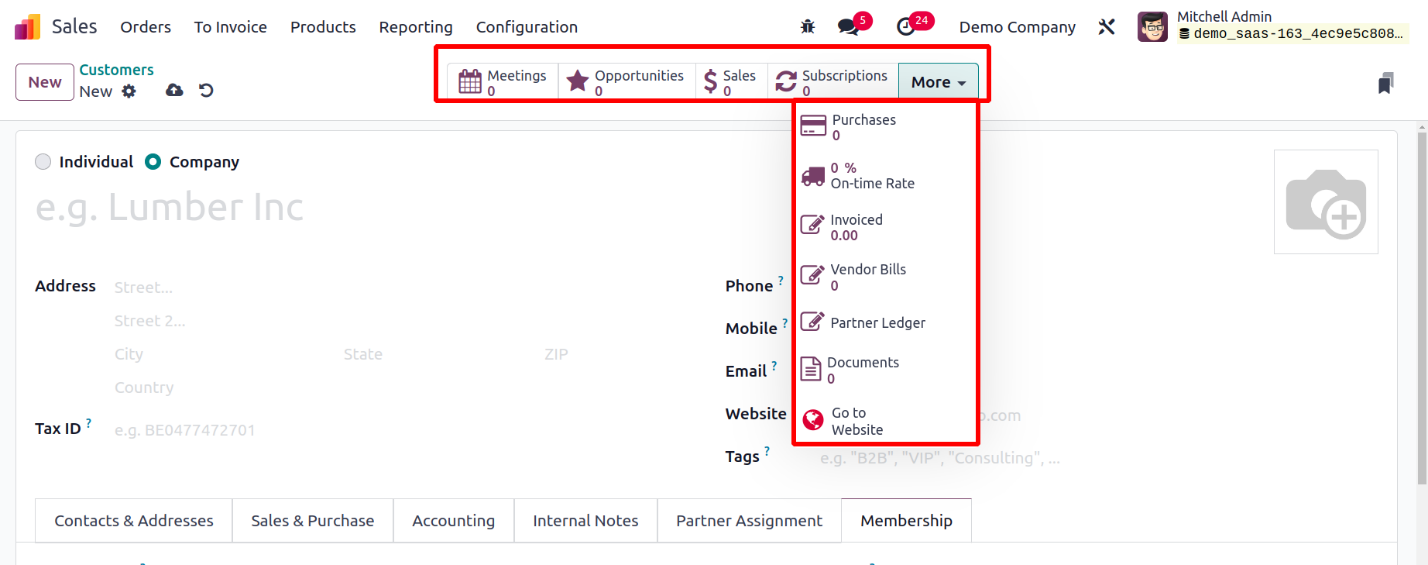 Sales Orders To Invoice Products Reporting Configuration 5 24 Demo Company Mitchell Admin
demo_saas-163_4ec9e5c808...
New Customers
New
Meetings 0 Opportunities 0 Sales 0 Subscriptions 0 More
Purchases
0
0 %
On-time Rate
Invoiced
0.00
Vendor Bills
0
Partner Ledger
Documents
0
Go to
Website
Individual Company
e.g. Lumber Inc
Address Street...
Street 2...
City State ZIP
Country
Tax ID ? e.g. BE0477472701
Phone ?
Mobile ?
Email ?
Website o.com
Tags ? e.g. "B2B", "VIP", "Consulting", ...
Contacts & Addresses Sales & Purchase Accounting Internal Notes Partner Assignment Membership